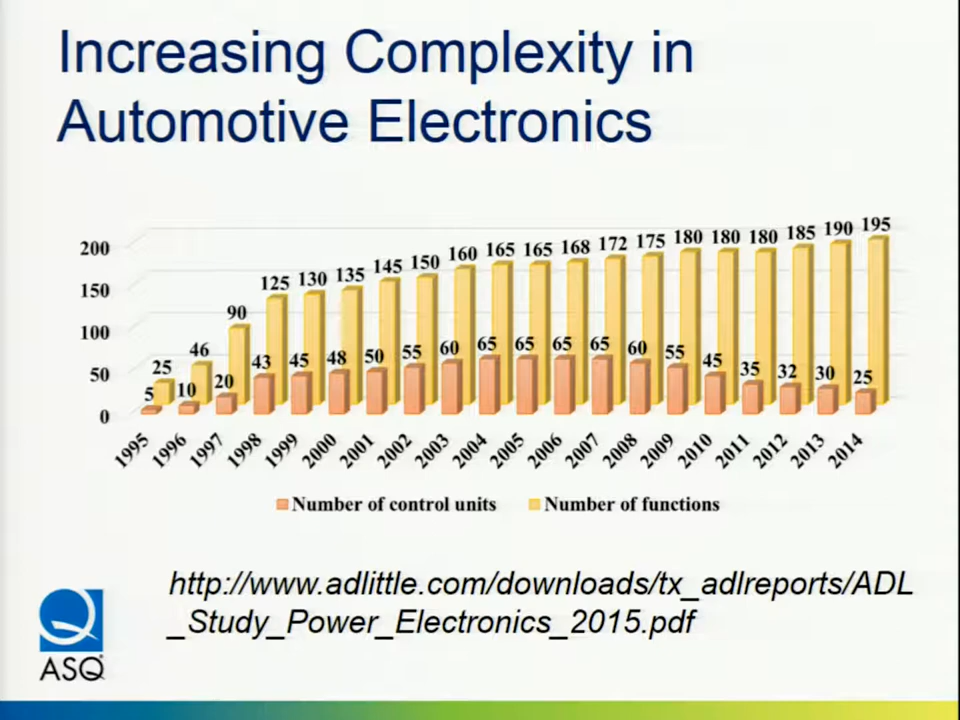 Increasing Complexity in
Automotive Electronics
200
150
100
50
0
25 46 90 125 130 135 145 150 160 165 165 168 172 175 180 180 180 185 190 195
5 10 20 43 45 48 50 55 60 65 65 65 65 60 55 45 35 32 30 25
1995 1996 1997 1998 1999 2000 2001 2002 2003 2004 2005 2006 2007 2008 2009 2010 2011 2012 2013 2014
Number of control units Number of functions
http://www.adlittle.com/downloads/tx_adlreports/ADL
_Study_Power_Electronics_2015.pdf
ASQ